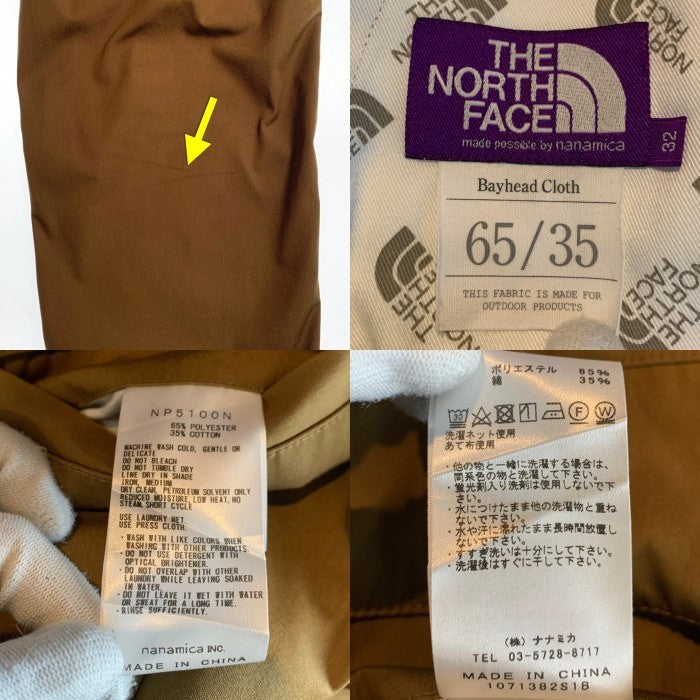 THE
NORTH
FACE
made possible by nanamica
32
Bayhead Cloth
65/35
THIS FABRIC IS MADE FOR
OUTDOOR PRODUCTS
THE
NORTH
FACE
THE
NORTH
FACE
THE
NORTH
FACE
NP5100N
65% POLYESTER
35% COTTON
MACHINE WASH COLD, GENTLE OR
DELICATE
DO NOT BLEACH
DO NOT TUMBLE DRY
LINE DRY IN SHADE
IRON, MEDIUM
DRY CLEAN, PETROLEUM SOLVENT ONLY
REDUCED MOISTURE, LOW HEAT, NO
STEAM, SHORT CYCLE
USE LAUNDRY NET.
USE PRESS CLOTH.
・WASH WITH LIKE COLORS WHEN
WASHING WITH OTHER PRODUCTS.
・DO NOT USE DETERGENT WITH
OPTICAL BRIGHTENER.
・DO NOT OVERLAP WITH OTHER
LAUNDRY WHILE LEAVING SOAKED
IN WATER.
・DO NOT LEAVE IT WET WITH WATER
OR SWEAT FOR A LONG TIME.
・RINSE SUFFICIENTLY.
nanamica INC.
MADE IN CHINA
ポリエステル 65%
綿 35%
30 F W
洗濯ネット使用
あて布使用
・他の物と一緒に洗濯する場合は、
同系色の物と洗濯して下さい。
・蛍光剤入り洗剤は使用しないで下
さい。
・水につけたまま他の洗濯物と重ね
ないで下さい。
・水や汗に濡れたまま長時間放置し
ないで下さい。
・すすぎ洗いは十分にして下さい。
・洗濯後はすぐに干して下さい。
(株) ナナミカ
TEL 03-5728-8717
MADE IN CHINA
1071382S1B